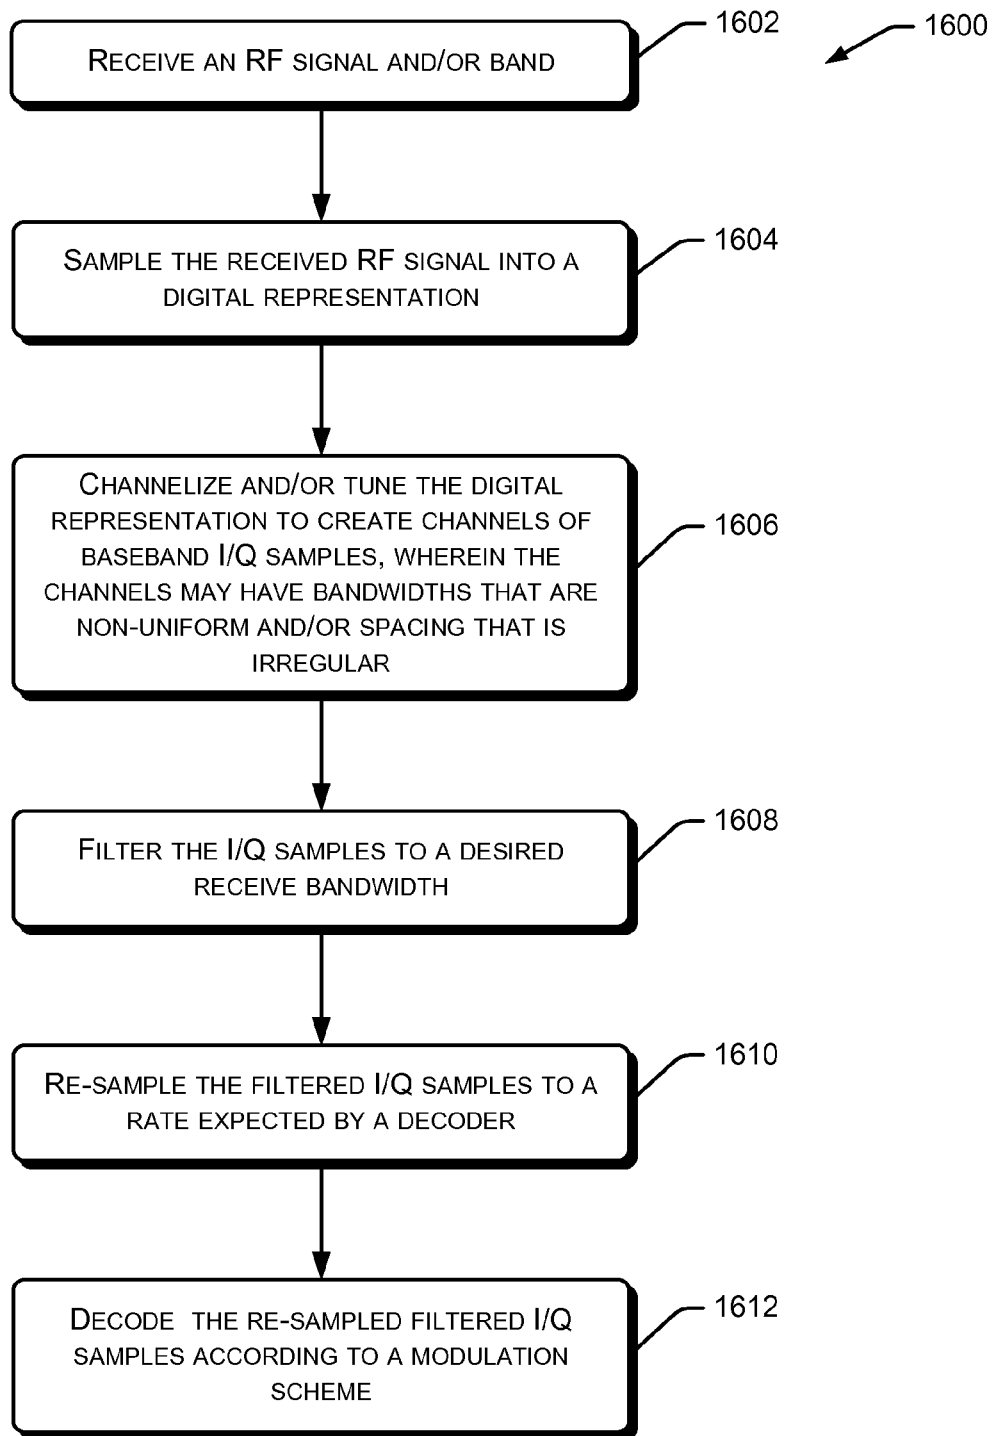 1602
1600
RECEIVE AN RF SIGNAL AND/OR BAND
1604
SAMPLE THE RECEIVED RF SIGNAL INTO A
DIGITAL REPRESENTATION
1606
CHANNELIZE AND/OR TUNE THE DIGITAL
REPRESENTATION TO CREATE CHANNELS OF
BASEBAND I/Q SAMPLES, WHEREIN THE
CHANNELS MAY HAVE BANDWIDTHS THAT ARE
NON-UNIFORM AND/OR SPACING THAT IS
IRREGULAR
1608
FILTER THE I/Q SAMPLES TO A DESIRED
RECEIVE BANDWIDTH
1610
RE-SAMPLE THE FILTERED I/Q SAMPLES TO A
RATE EXPECTED BY A DECODER
1612
DECODE THE RE-SAMPLED FILTERED I/Q
SAMPLES ACCORDING TO A MODULATION
SCHEME